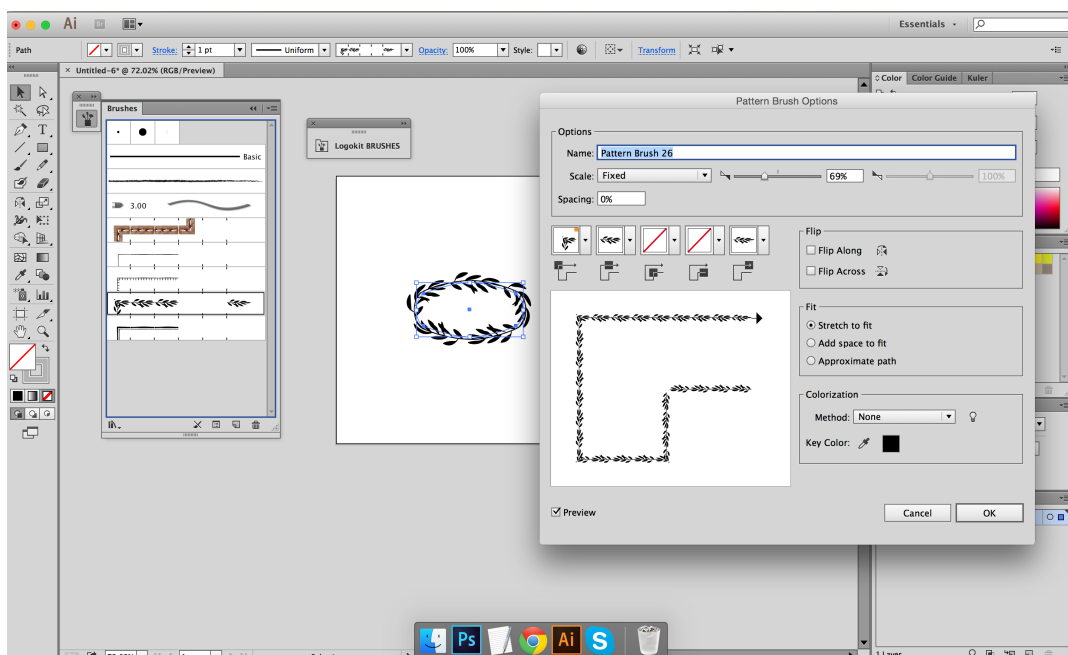 Ai Br Essentials
Path Stroke: 1 pt Uniform Opacity: 100% Style: Transform
× Untitled-6* @ 72.02% (RGB/Preview)
Color Color Guide Kuler
Brushes
Basic
3.00
Logokit BRUSHES
Pattern Brush Options
Options
Name: Pattern Brush 26
Scale: Fixed 69% 100%
Spacing: 0%
Flip
Flip Along
Flip Across
Fit
Stretch to fit
Add space to fit
Approximate path
Colorization
Method: None
Key Color:
Preview
Cancel OK
Ps Ai S
1 Layer